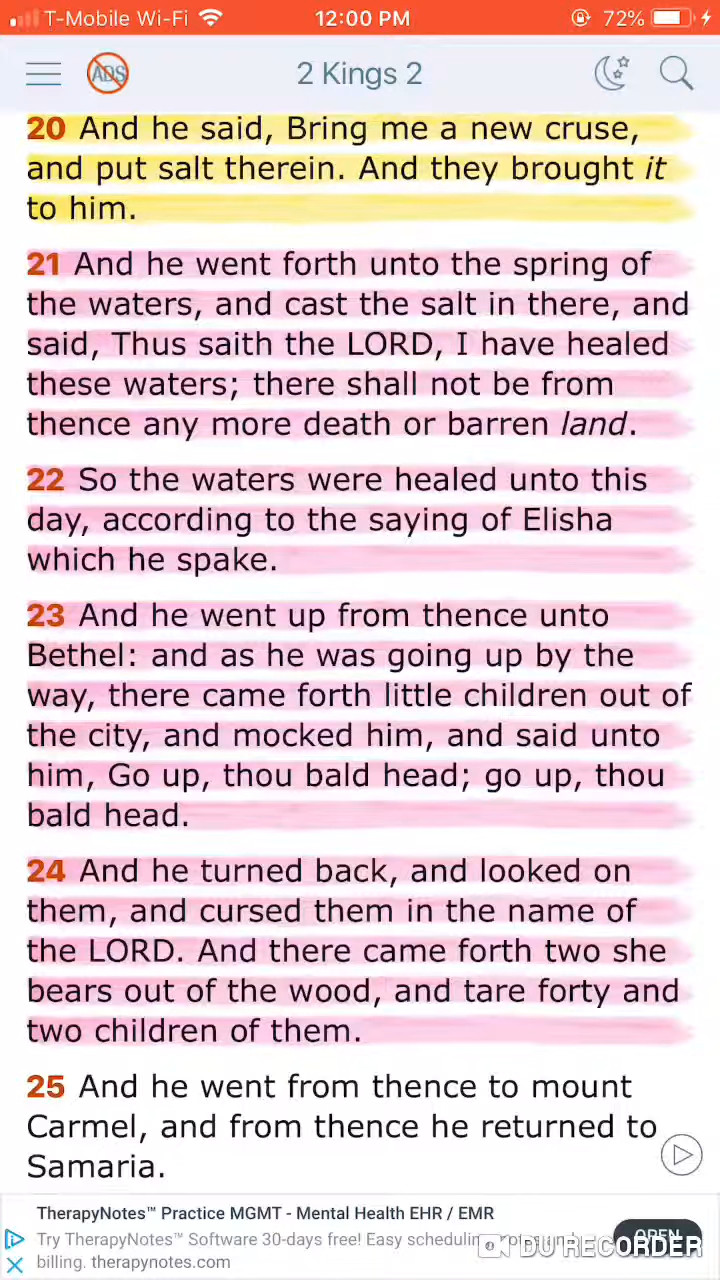 T-Mobile Wi-Fi 12:00 PM 72%
ADS 2 Kings 2
20 And he said, Bring me a new cruse,
and put salt therein. And they brought it
to him.
21 And he went forth unto the spring of
the waters, and cast the salt in there, and
said, Thus saith the LORD, I have healed
these waters; there shall not be from
thence any more death or barren land.
22 So the waters were healed unto this
day, according to the saying of Elisha
which he spake.
23 And he went up from thence unto
Bethel: and as he was going up by the
way, there came forth little children out of
the city, and mocked him, and said unto
him, Go up, thou bald head; go up, thou
bald head.
24 And he turned back, and looked on
them, and cursed them in the name of
the LORD. And there came forth two she
bears out of the wood, and tare forty and
two children of them.
25 And he went from thence to mount
Carmel, and from thence he returned to
Samaria.
TherapyNotes™ Practice MGMT - Mental Health EHR / EMR
Try TherapyNotes™ Software 30-days free! Easy
billing. therapynotes.com
OPEN
DU RECORDER